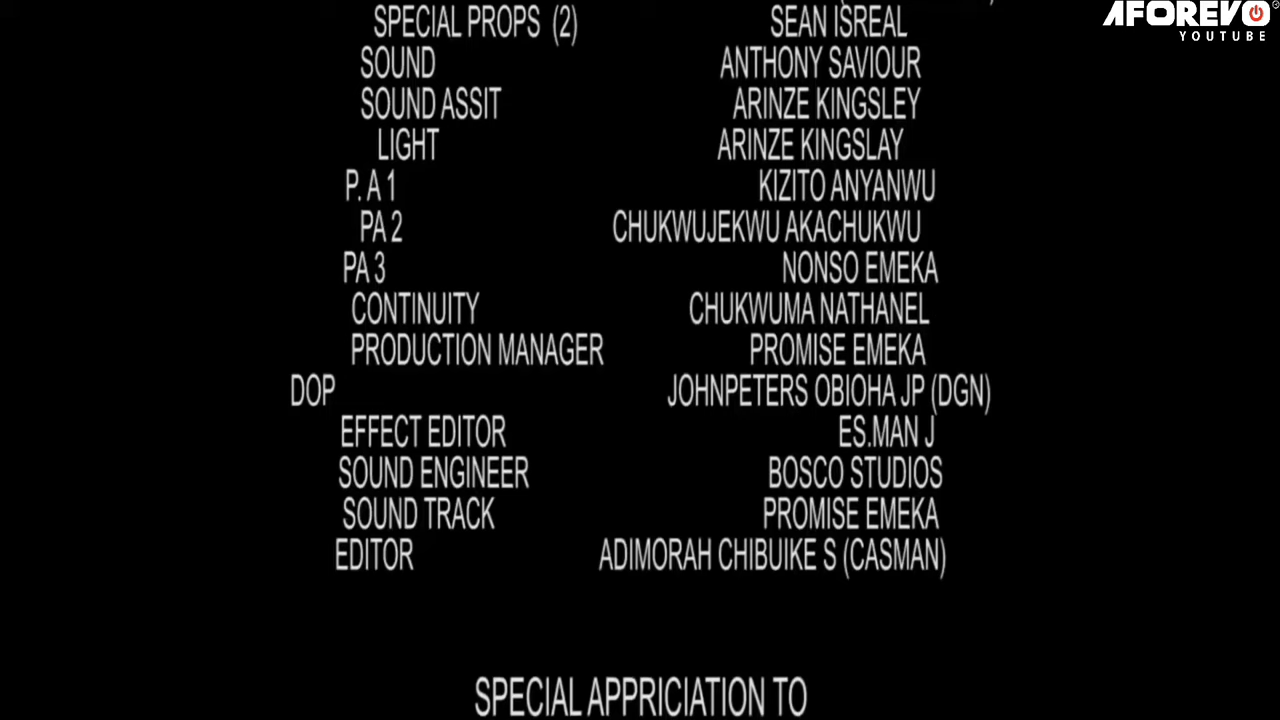 AFOREVO
YOUTUBE
SPECIAL PROPS (2) SEAN ISREAL
SOUND ANTHONY SAVIOUR
SOUND ASSIT ARINZE KINGSLEY
LIGHT ARINZE KINGSLAY
P. A 1 KIZITO ANYANWU
PA 2 CHUKWUJEKWU AKACHUKWU
PA 3 NONSO EMEKA
CONTINUITY CHUKWUMA NATHANEL
PRODUCTION MANAGER PROMISE EMEKA
DOP JOHNPETERS OBIOHA JP (DGN)
EFFECT EDITOR ES.MAN J
SOUND ENGINEER BOSCO STUDIOS
SOUND TRACK PROMISE EMEKA
EDITOR ADIMORAH CHIBUIKE S (CASMAN)
SPECIAL APPRICIATION TO